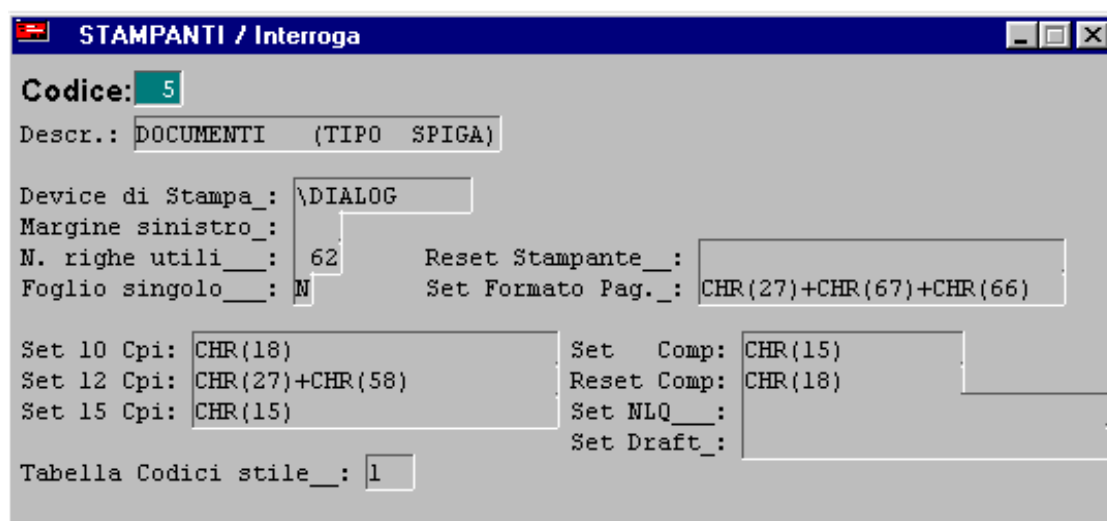 STAMPANTI / Interroga
Codice: 5
Descr.: DOCUMENTI (TIPO SPIGA)
Device di Stampa_: \DIALOG
Margine sinistro_:
N. righe utili___: 62 Reset Stampante__:
Foglio singolo___: N Set Formato Pag._: CHR(27)+CHR(67)+CHR(66)
Set 10 Cpi: CHR(18) Set Comp: CHR(15)
Set 12 Cpi: CHR(27)+CHR(58) Reset Comp: CHR(18)
Set 15 Cpi: CHR(15) Set NLQ___:
Set Draft_:
Tabella Codici stile__: 1